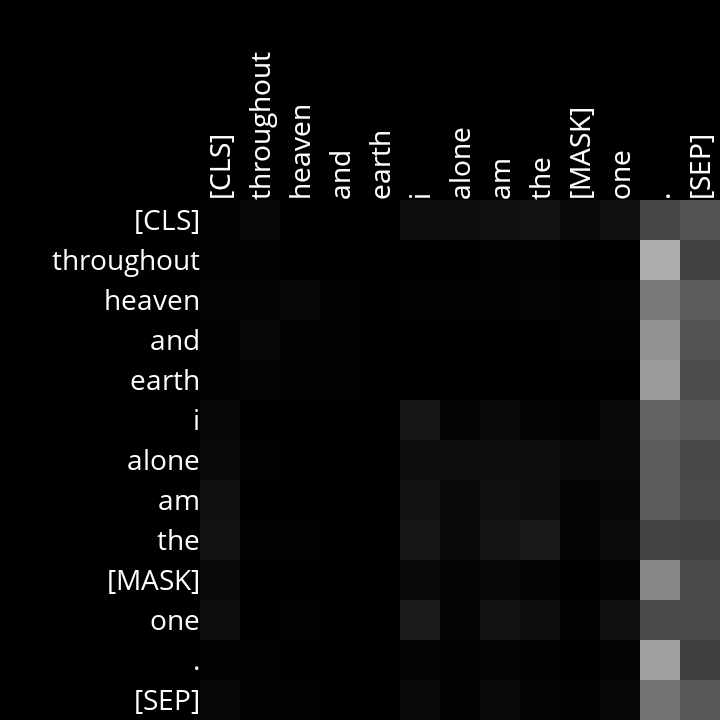 [CLS] throughout heaven and earth i alone am the [MASK] one . [SEP]
[CLS]
throughout
heaven
and
earth
i
alone
am
the
[MASK]
one
.
[SEP]